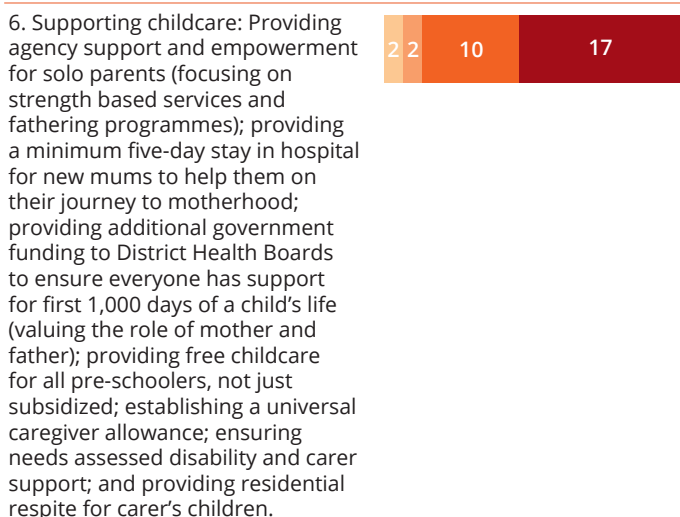 6. Supporting childcare: Providing
agency support and empowerment
for solo parents (focusing on
strength based services and
fathering programmes); providing
a minimum five-day stay in hospital
for new mums to help them on
their journey to motherhood;
providing additional government
funding to District Health Boards
to ensure everyone has support
for first 1,000 days of a child’s life
(valuing the role of mother and
father); providing free childcare
for all pre-schoolers, not just
subsidized; establishing a universal
caregiver allowance; ensuring
needs assessed disability and carer
support; and providing residential
respite for carer’s children.
2 2 10 17